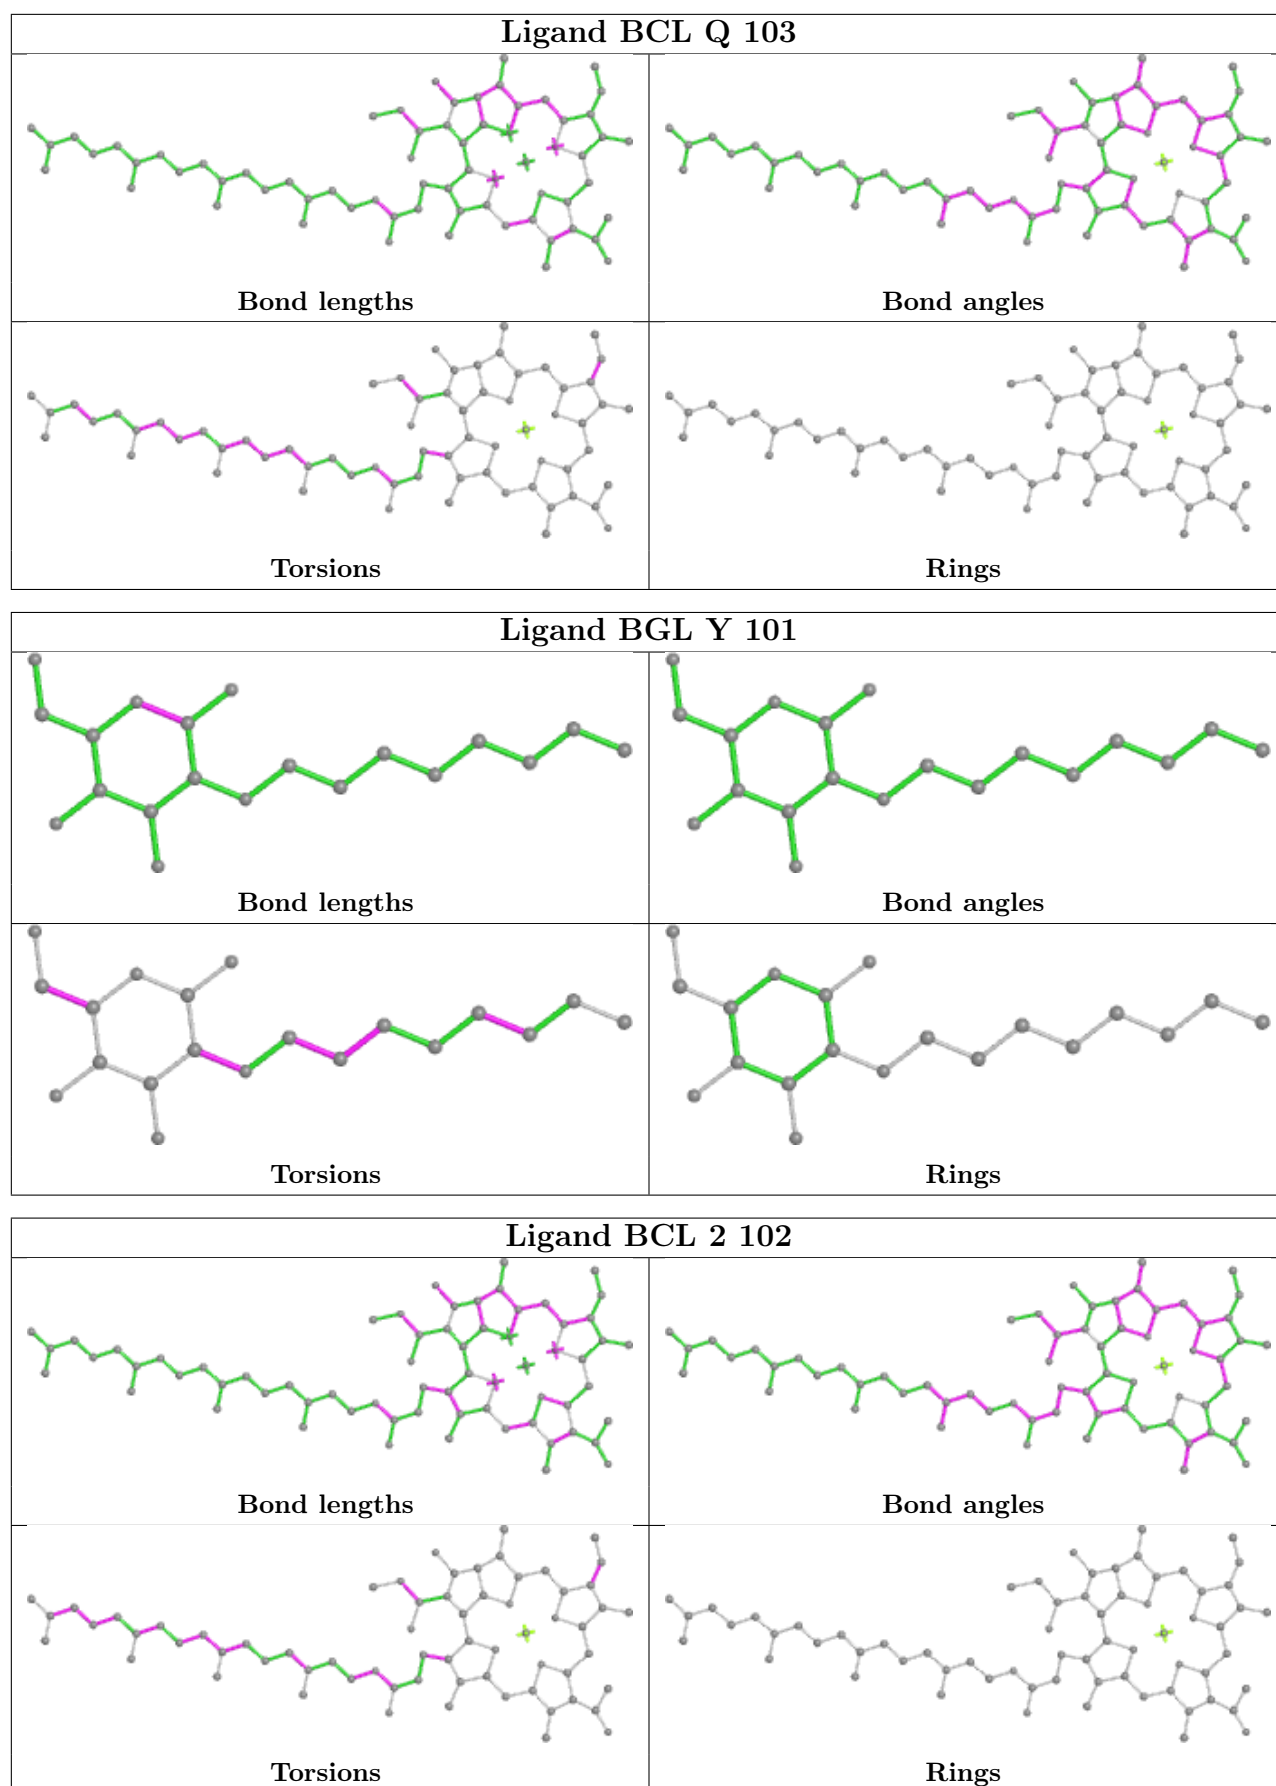 Ligand BCL Q 103
Bond lengths
Bond angles
Torsions
Rings
Ligand BGL Y 101
Bond lengths
Bond angles
Torsions
Rings
Ligand BCL 2 102
Bond lengths
Bond angles
Torsions
Rings